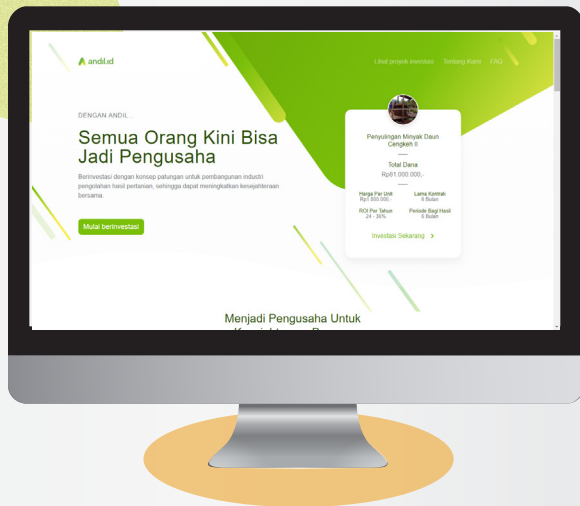 andil.id
Lihat proyek investasi Tentang Kami FAQ
DENGAN ANDIL...
Semua Orang Kini Bisa
Jadi Pengusaha
Berinvestasi dengan konsep patungan untuk pembangunan industri
pengolahan hasil pertanian, sehingga dapat meningkatkan kesejahteraan
bersama.
Mulai berinvestasi
Penyulingan Minyak Daun
Cengkeh II
Total Dana
Rp81.000.000,-
Harga Per Unit
Rp1.000.000,-
Lama Kontrak
6 Bulan
ROI Per Tahun
24 - 36%
Periode Bagi Hasil
6 Bulan
Investasi Sekarang
Menjadi Pengusaha Untuk